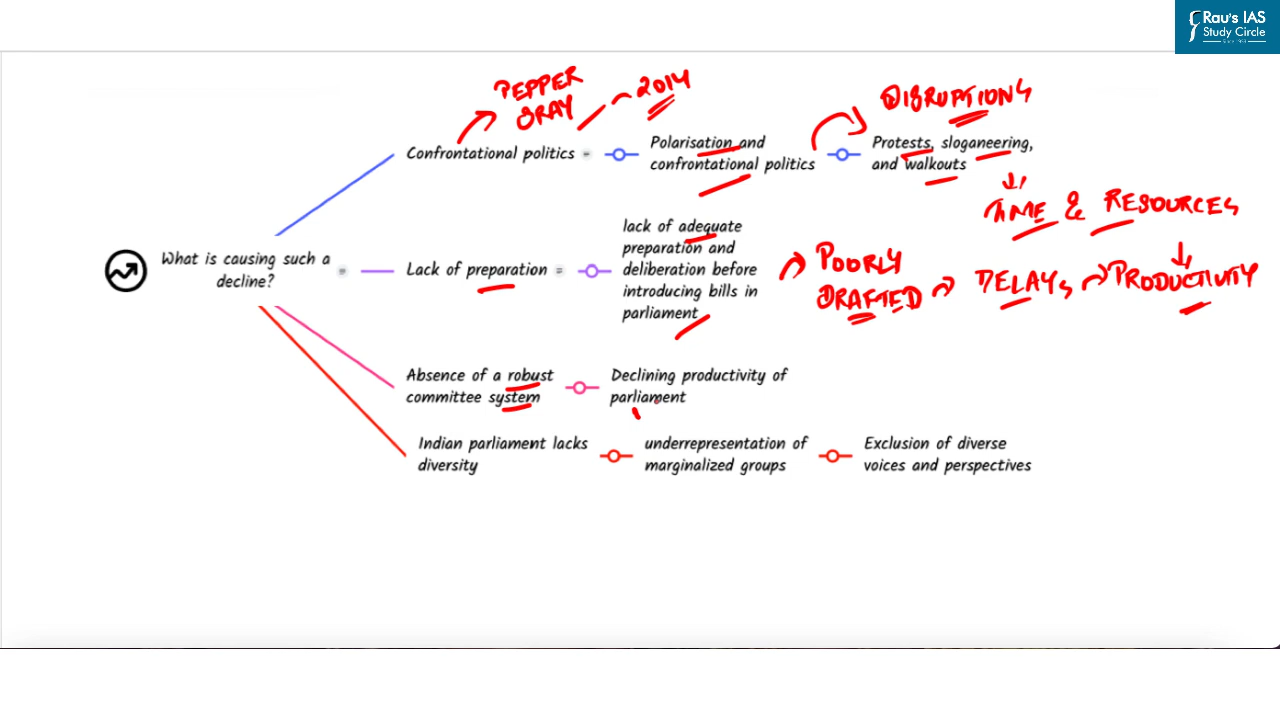 Rau's IAS
Study Circle
Since 1953
PEPPER
SRAY
2014
DISRUPTIONS
Confrontational politics
Polarisation and
confrontational politics
Protests, sloganeering,
and walkouts
TIME & RESOURCES
What is causing such a
decline?
Lack of preparation
lack of adequate
preparation and
deliberation before
introducing bills in
parliament
POORLY
DRAFTED
DELAYS
PRODUCTIVITY
Absence of a robust
committee system
Declining productivity of
parliament
Indian parliament lacks
diversity
underrepresentation of
marginalized groups
Exclusion of diverse
voices and perspectives